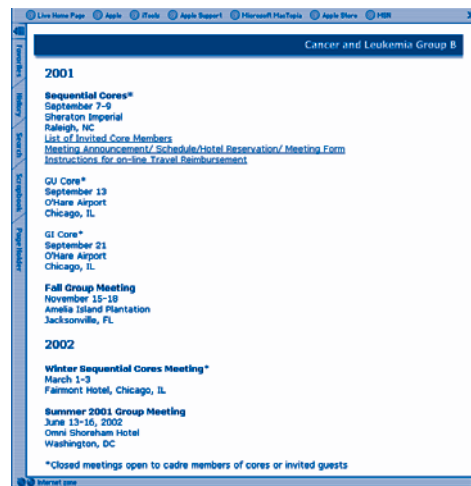 Live Home Page Apple iTools Apple Support Microsoft MacTopia Apple Store MSN
Favorites
History
Search
Scrapbook
Page Holder
Cancer and Leukemia Group B
2001
Sequential Cores*
September 7-9
Sheraton Imperial
Raleigh, NC
List of Invited Core Members
Meeting Announcement/ Schedule/Hotel Reservation/ Meeting Form
Instructions for on-line Travel Reimbursement
GU Core*
September 13
O'Hare Airport
Chicago, IL
GI Core*
September 21
O'Hare Airport
Chicago, IL
Fall Group Meeting
November 15-18
Amelia Island Plantation
Jacksonville, FL
2002
Winter Sequential Cores Meeting*
March 1-3
Fairmont Hotel, Chicago, IL
Summer 2001 Group Meeting
June 13-16, 2002
Omni Shoreham Hotel
Washington, DC
*Closed meetings open to cadre members of cores or invited guests
Internet zone